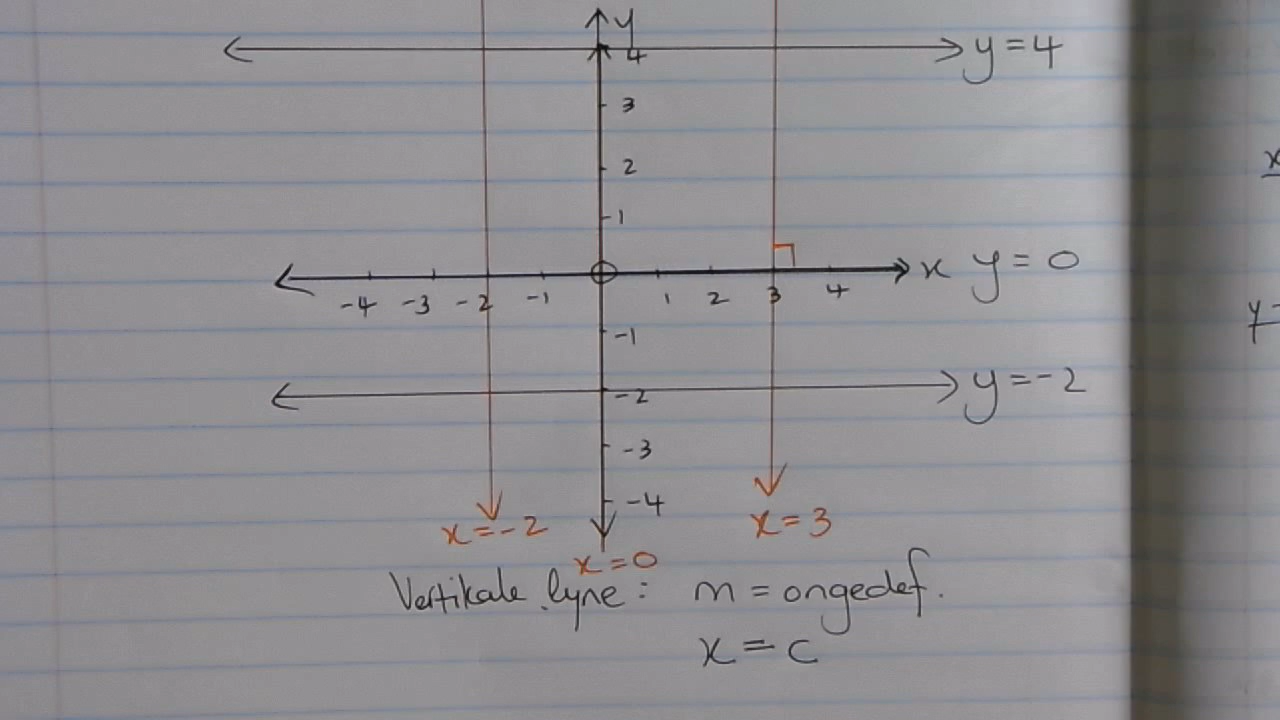 y
y = 4
4
3
2
1
x y = 0
-4 -3 -2 -1 1 2 3 4
-1
-2 y = -2
-3
-4
x = -2 x = 3
x = 0
Vertikale lyne : m = ongedef.
x = c
x
y